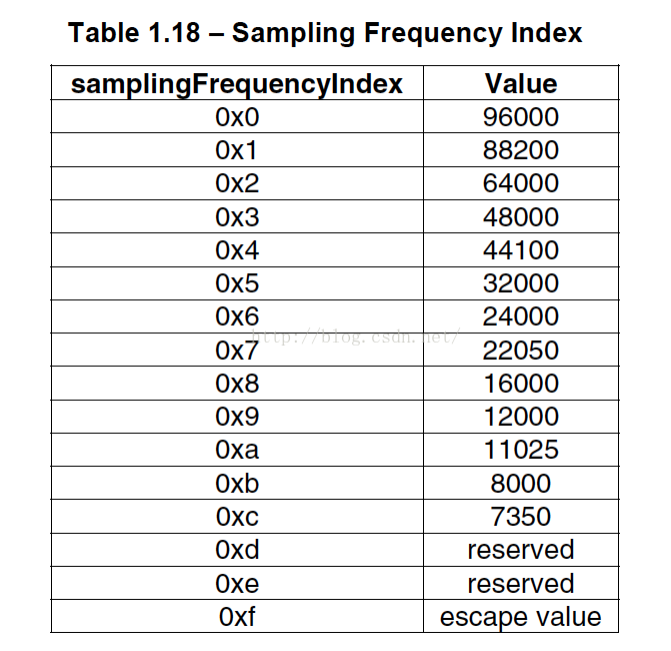 Table 1.18 – Sampling Frequency Index
samplingFrequencyIndex Value
0x0 96000
0x1 88200
0x2 64000
0x3 48000
0x4 44100
0x5 32000
0x6 24000
http://blog.csdn.net/
0x7 22050
0x8 16000
0x9 12000
0xa 11025
0xb 8000
0xc 7350
0xd reserved
0xe reserved
0xf escape value